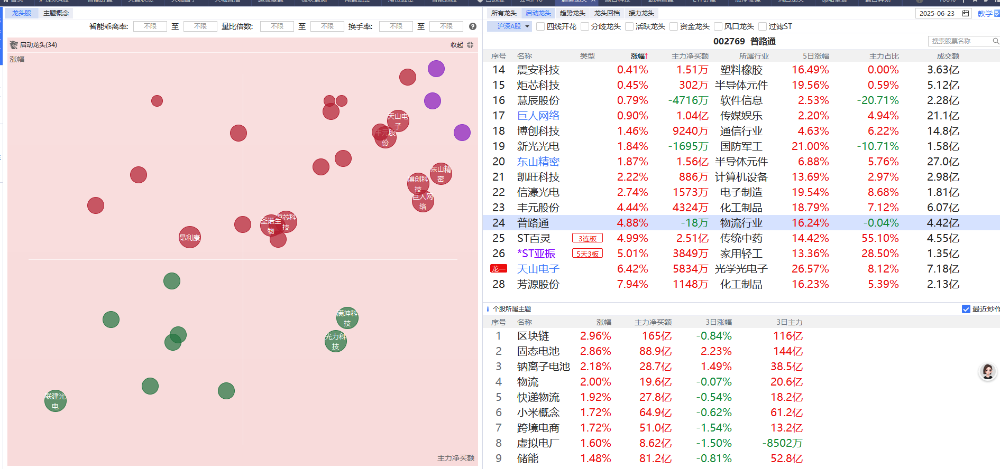 龙头股 主题概念
智能乖离率: 不限 至 不限 量比倍数: 不限 至 不限 换手率: 不限 至 不限
启动龙头(34) 收起
涨幅
天山电子
丰元股份
东山精密
博创科技
巨人网络
圣诺生物
炬芯科技
昂利康
满坤科技
光力科技
联建光电
主力净买额
所有龙头 启动龙头 趋势龙头 龙头回档 接力龙头 2025-06-23 教学
沪深A股 四线开花 分歧龙头 活跃龙头 资金龙头 风口龙头 过滤ST
002769 普路通 搜索股票名称
序号 名称 类型 涨幅↑ 主力净买额 所属行业 5日涨幅 主力占比 成交额
14 震安科技 0.41% 1.51万 塑料橡胶 16.49% 0.00% 3.63亿
15 炬芯科技 0.45% 302万 半导体元件 19.56% 0.59% 5.12亿
16 慧辰股份 0.79% -4716万 软件信息 2.53% -20.71% 2.28亿
17 巨人网络 0.90% 1.04亿 传媒娱乐 2.20% 4.94% 21.1亿
18 博创科技 1.46% 9240万 通信行业 4.63% 6.22% 14.8亿
19 新光光电 1.84% -1695万 国防军工 21.00% -10.71% 1.58亿
20 东山精密 1.87% 1.56亿 半导体元件 6.88% 5.76% 27.0亿
21 凯旺科技 2.22% 886万 计算机设备 13.69% 2.97% 2.98亿
22 信濠光电 2.74% 1573万 电子制造 19.54% 8.68% 1.81亿
23 丰元股份 4.44% 4324万 化工制品 18.79% 7.12% 6.07亿
24 普路通 4.88% -18万 物流行业 16.24% -0.04% 4.42亿
25 ST百灵 3连板 4.99% 2.51亿 传统中药 14.42% 55.10% 4.55亿
26 *ST亚振 5天3板 5.01% 3849万 家用轻工 13.36% 28.50% 1.35亿
龙一 天山电子 6.42% 5834万 光学光电子 26.57% 8.12% 7.18亿
28 芳源股份 7.94% 1148万 化工制品 16.23% 5.39% 2.13亿
个股所属主题 最近炒作
序号 名称 涨幅 主力净买额 3日涨幅 3日主力
1 区块链 2.96% 165亿 -0.84% 116亿
2 固态电池 2.86% 88.9亿 2.23% 144亿
3 钠离子电池 2.18% 28.7亿 1.49% 38.5亿
4 物流 2.00% 19.6亿 -0.07% 20.6亿
5 快递物流 1.92% 27.8亿 -0.54% 18.2亿
6 小米概念 1.72% 64.9亿 -0.62% 61.2亿
7 跨境电商 1.72% 51.0亿 -1.54% 13.2亿
8 虚拟电厂 1.60% 8.62亿 -1.50% -8502万
9 储能 1.48% 81.2亿 -0.81% 52.8亿